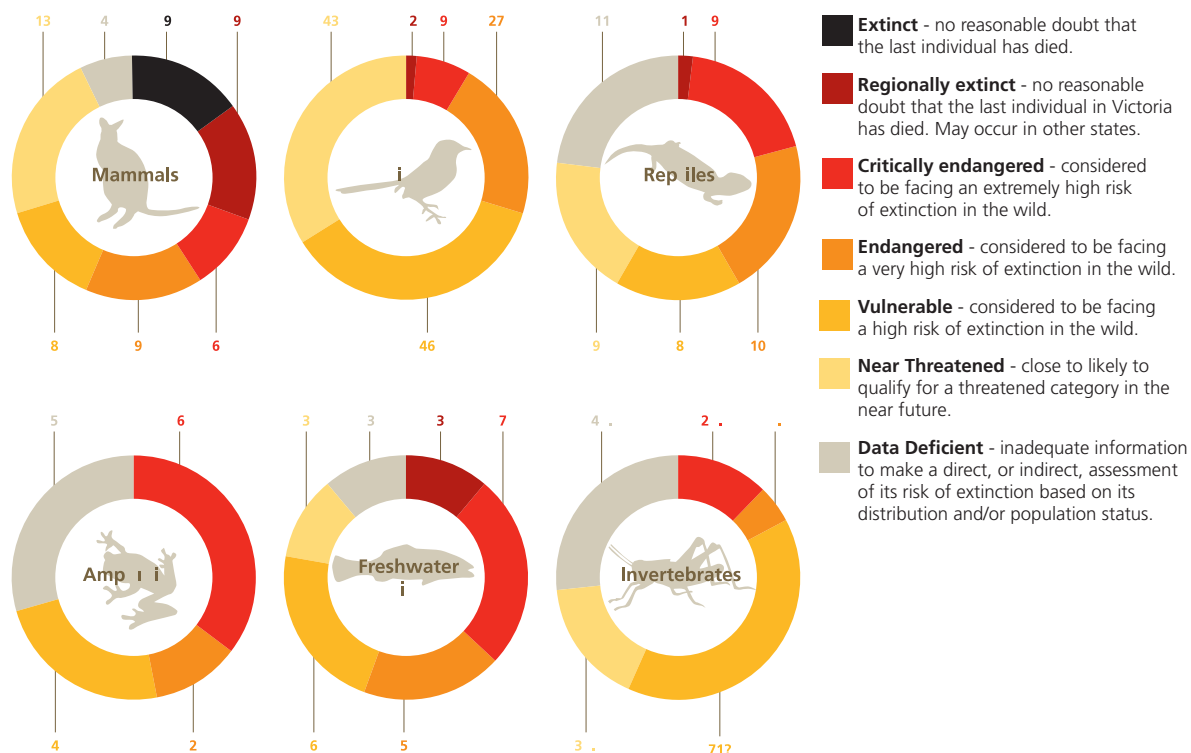 13 4 9 9
43 2 9 27
11 1 9
Mammals
i
Rep iles
8 9 6
46
9 8 10
5 6
3 3 3 7
4 . 2 . .
Amp i
Freshwater
i
Invertebrates
4 2
6 5
3 .
Extinct - no reasonable doubt that
the last individual has died.
Regionally extinct - no reasonable
doubt that the last individual in Victoria
has died. May occur in other states.
Critically endangered - considered
to be facing an extremely high risk
of extinction in the wild.
Endangered - considered to be facing
a very high risk of extinction in the wild.
Vulnerable - considered to be facing
a high risk of extinction in the wild.
Near Threatened - close to likely to
qualify for a threatened category in the
near future.
Data Deficient - inadequate information
to make a direct, or indirect, assessment
of its risk of extinction based on its
distribution and/or population status.